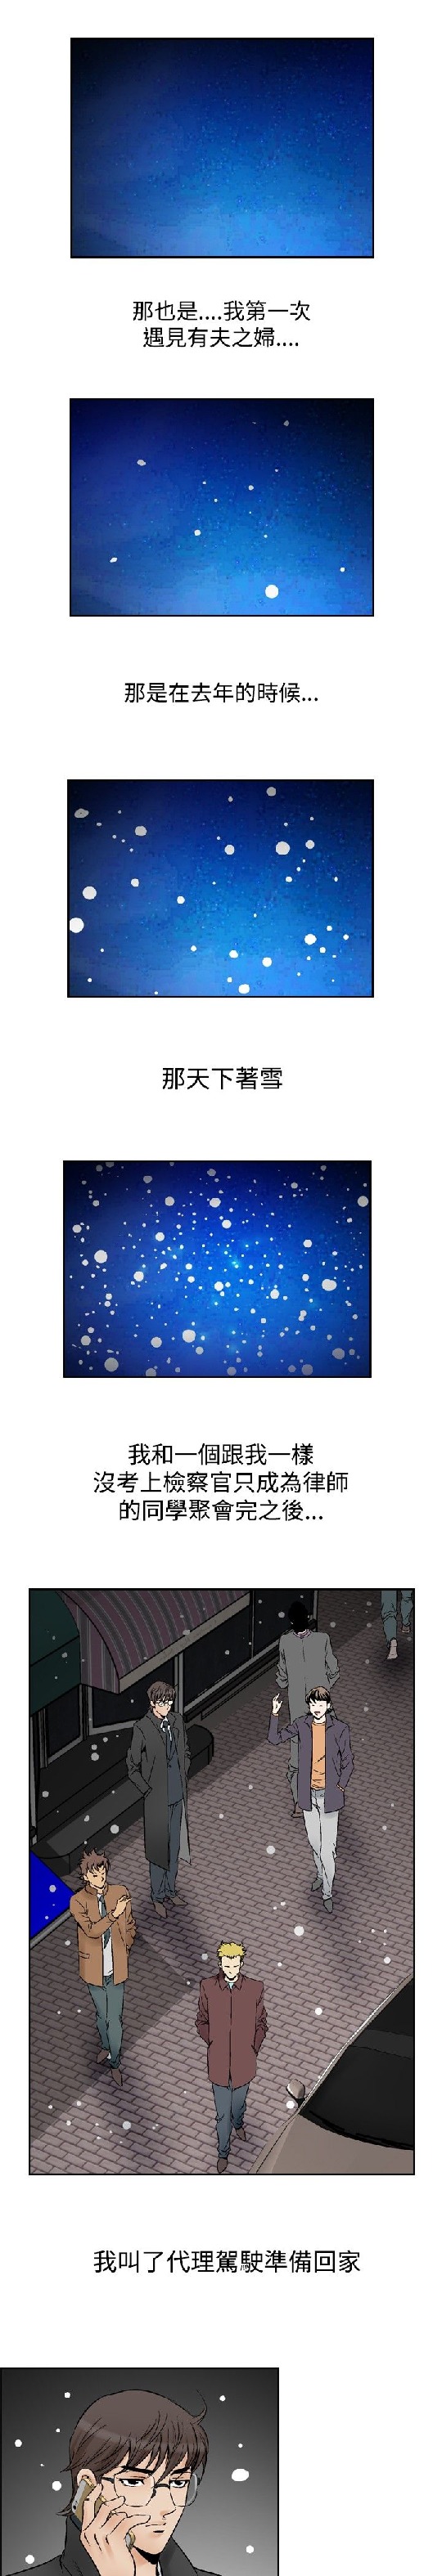 那也是....我第一次
遇見有夫之婦....
那是在去年的時候...
那天下著雪
我和一個跟我一樣
沒考上檢察官只成為律師
的同學聚會完之後...
我叫了代理駕駛準備回家